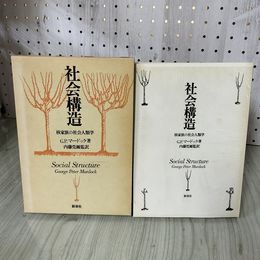 社会構造
核家族の社会人類学
G.P.マードック著
内藤莞爾監訳
Social Structure
George Peter Murdock
新泉社
社会構造
核家族の社会人類学
G.P.マードック著
内藤莞爾監訳
Social Structure
George Peter Murdock
新泉社